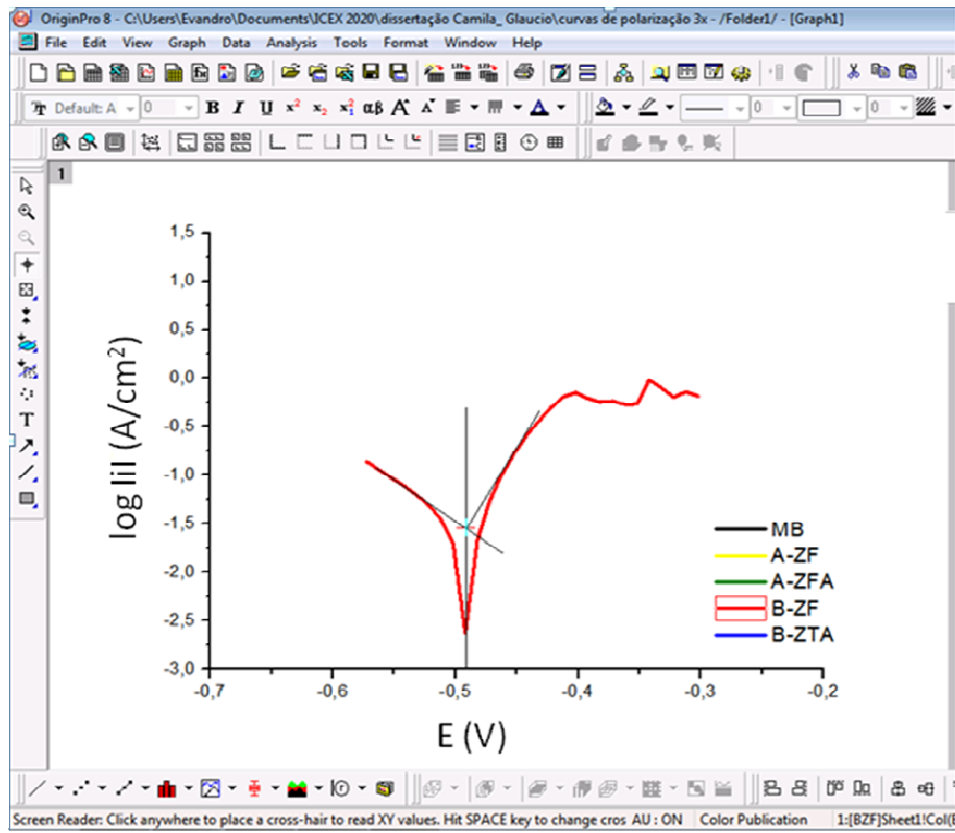 OriginPro 8 - C:\Users\Evandro\Documents\ICEX 2020\dissertação Camila_ Glaucio\curvas de polarização 3x - /Folder1/ - [Graph1]
File Edit View Graph Data Analysis Tools Format Window Help
Default: A 0 B I U x² x₂ αβ A A A 0 0
1
1,5
1,0
0,5
0,0
-0,5
-1,0
-1,5
-2,0
-2,5
-3,0
log IiI (A/cm²)
MB
A-ZF
A-ZFA
B-ZF
B-ZTA
-0,7 -0,6 -0,5 -0,4 -0,3 -0,2
E (V)
T
Screen Reader: Click anywhere to place a cross-hair to read XY values. Hit SPACE key to change cros AU : ON Color Publication 1:[BZF]Sheet1!Col(